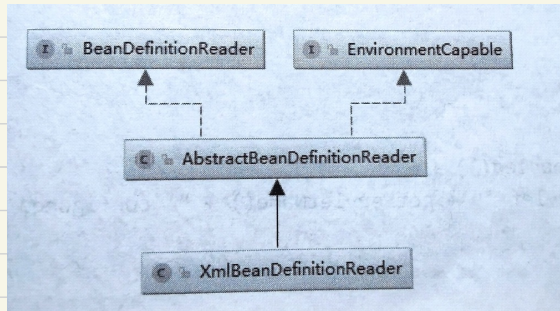 I BeanDefinitionReader
I EnvironmentCapable
C AbstractBeanDefinitionReader
C XmlBeanDefinitionReader